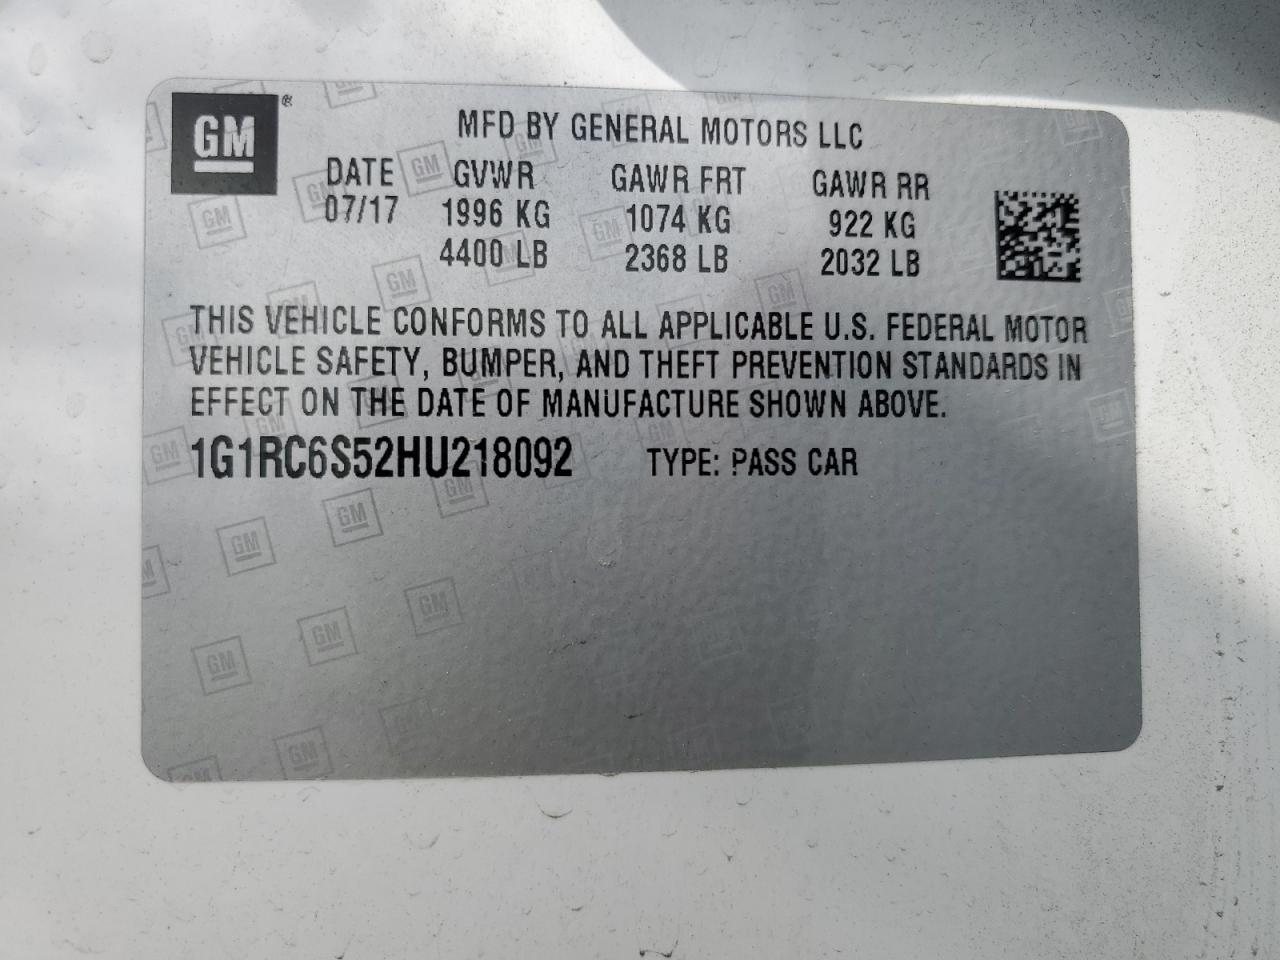 GM®
MFD BY GENERAL MOTORS LLC
DATE GVWR GAWR FRT GAWR RR
07/17 1996 KG 1074 KG 922 KG
4400 LB 2368 LB 2032 LB
THIS VEHICLE CONFORMS TO ALL APPLICABLE U.S. FEDERAL MOTOR
VEHICLE SAFETY, BUMPER, AND THEFT PREVENTION STANDARDS IN
EFFECT ON THE DATE OF MANUFACTURE SHOWN ABOVE.
1G1RC6S52HU218092 TYPE: PASS CAR